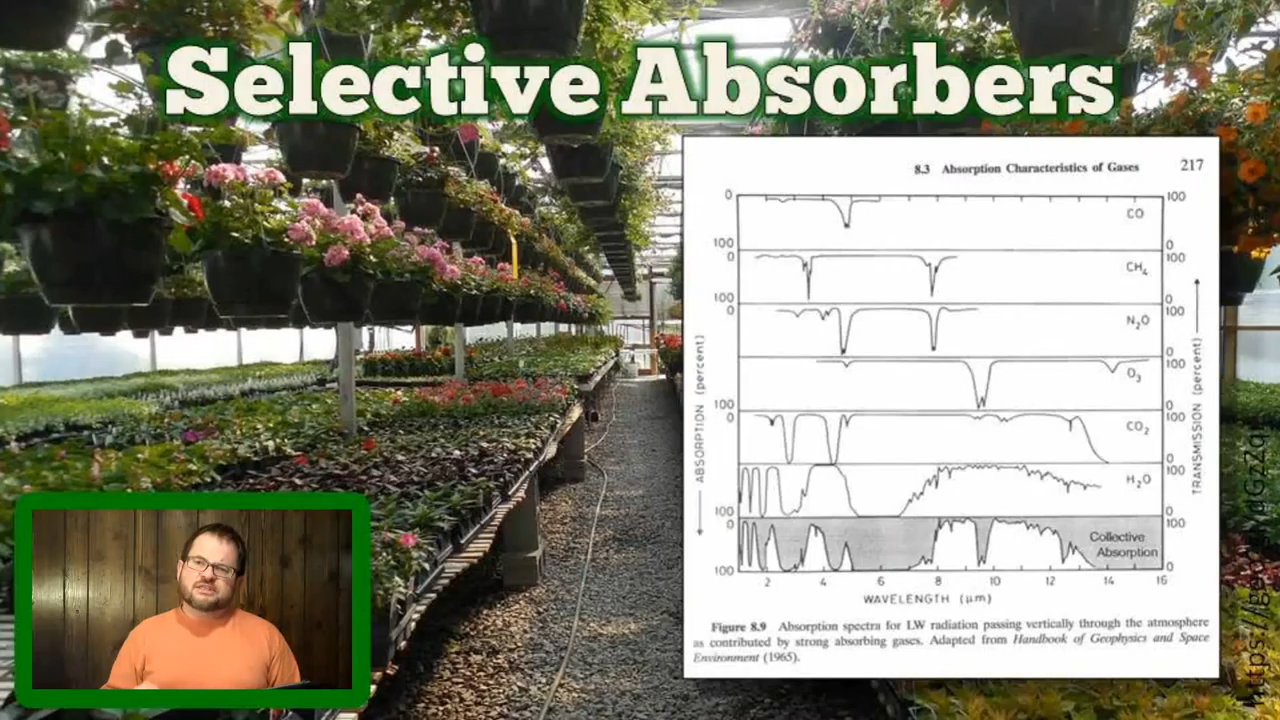 Selective Absorbers
8.3 Absorption Characteristics of Gases 217
0 100
CO
100 0
0 100
CH₄
100 0
0 100
N₂O
0
100
O₃
100 0
0 100
CO₂
0
100
H₂O
100 0
0 100
Collective
Absorption
100 0
2 4 6 8 10 12 14 16
ABSORPTION (percent)
TRANSMISSION (percent)
WAVELENGTH (μm)
Figure 8.9 Absorption spectra for LW radiation passing vertically through the atmosphere
as contributed by strong absorbing gases. Adapted from Handbook of Geophysics and Space
Environment (1965).